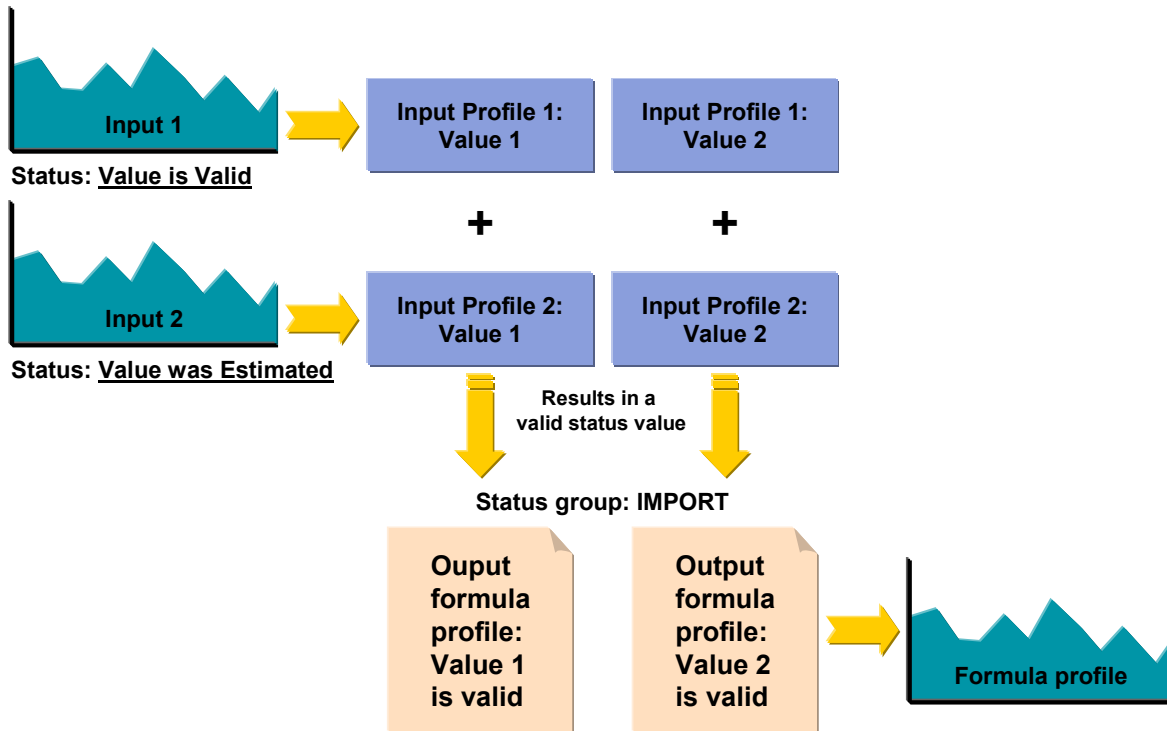 Input 1
Status: Value is Valid
Input Profile 1:
Value 1
Input Profile 1:
Value 2
+
+
Input 2
Status: Value was Estimated
Input Profile 2:
Value 1
Input Profile 2:
Value 2
Results in a
valid status value
Status group: IMPORT
Ouput
formula
profile:
Value 1
is valid
Output
formula
profile:
Value 2
is valid
Formula profile